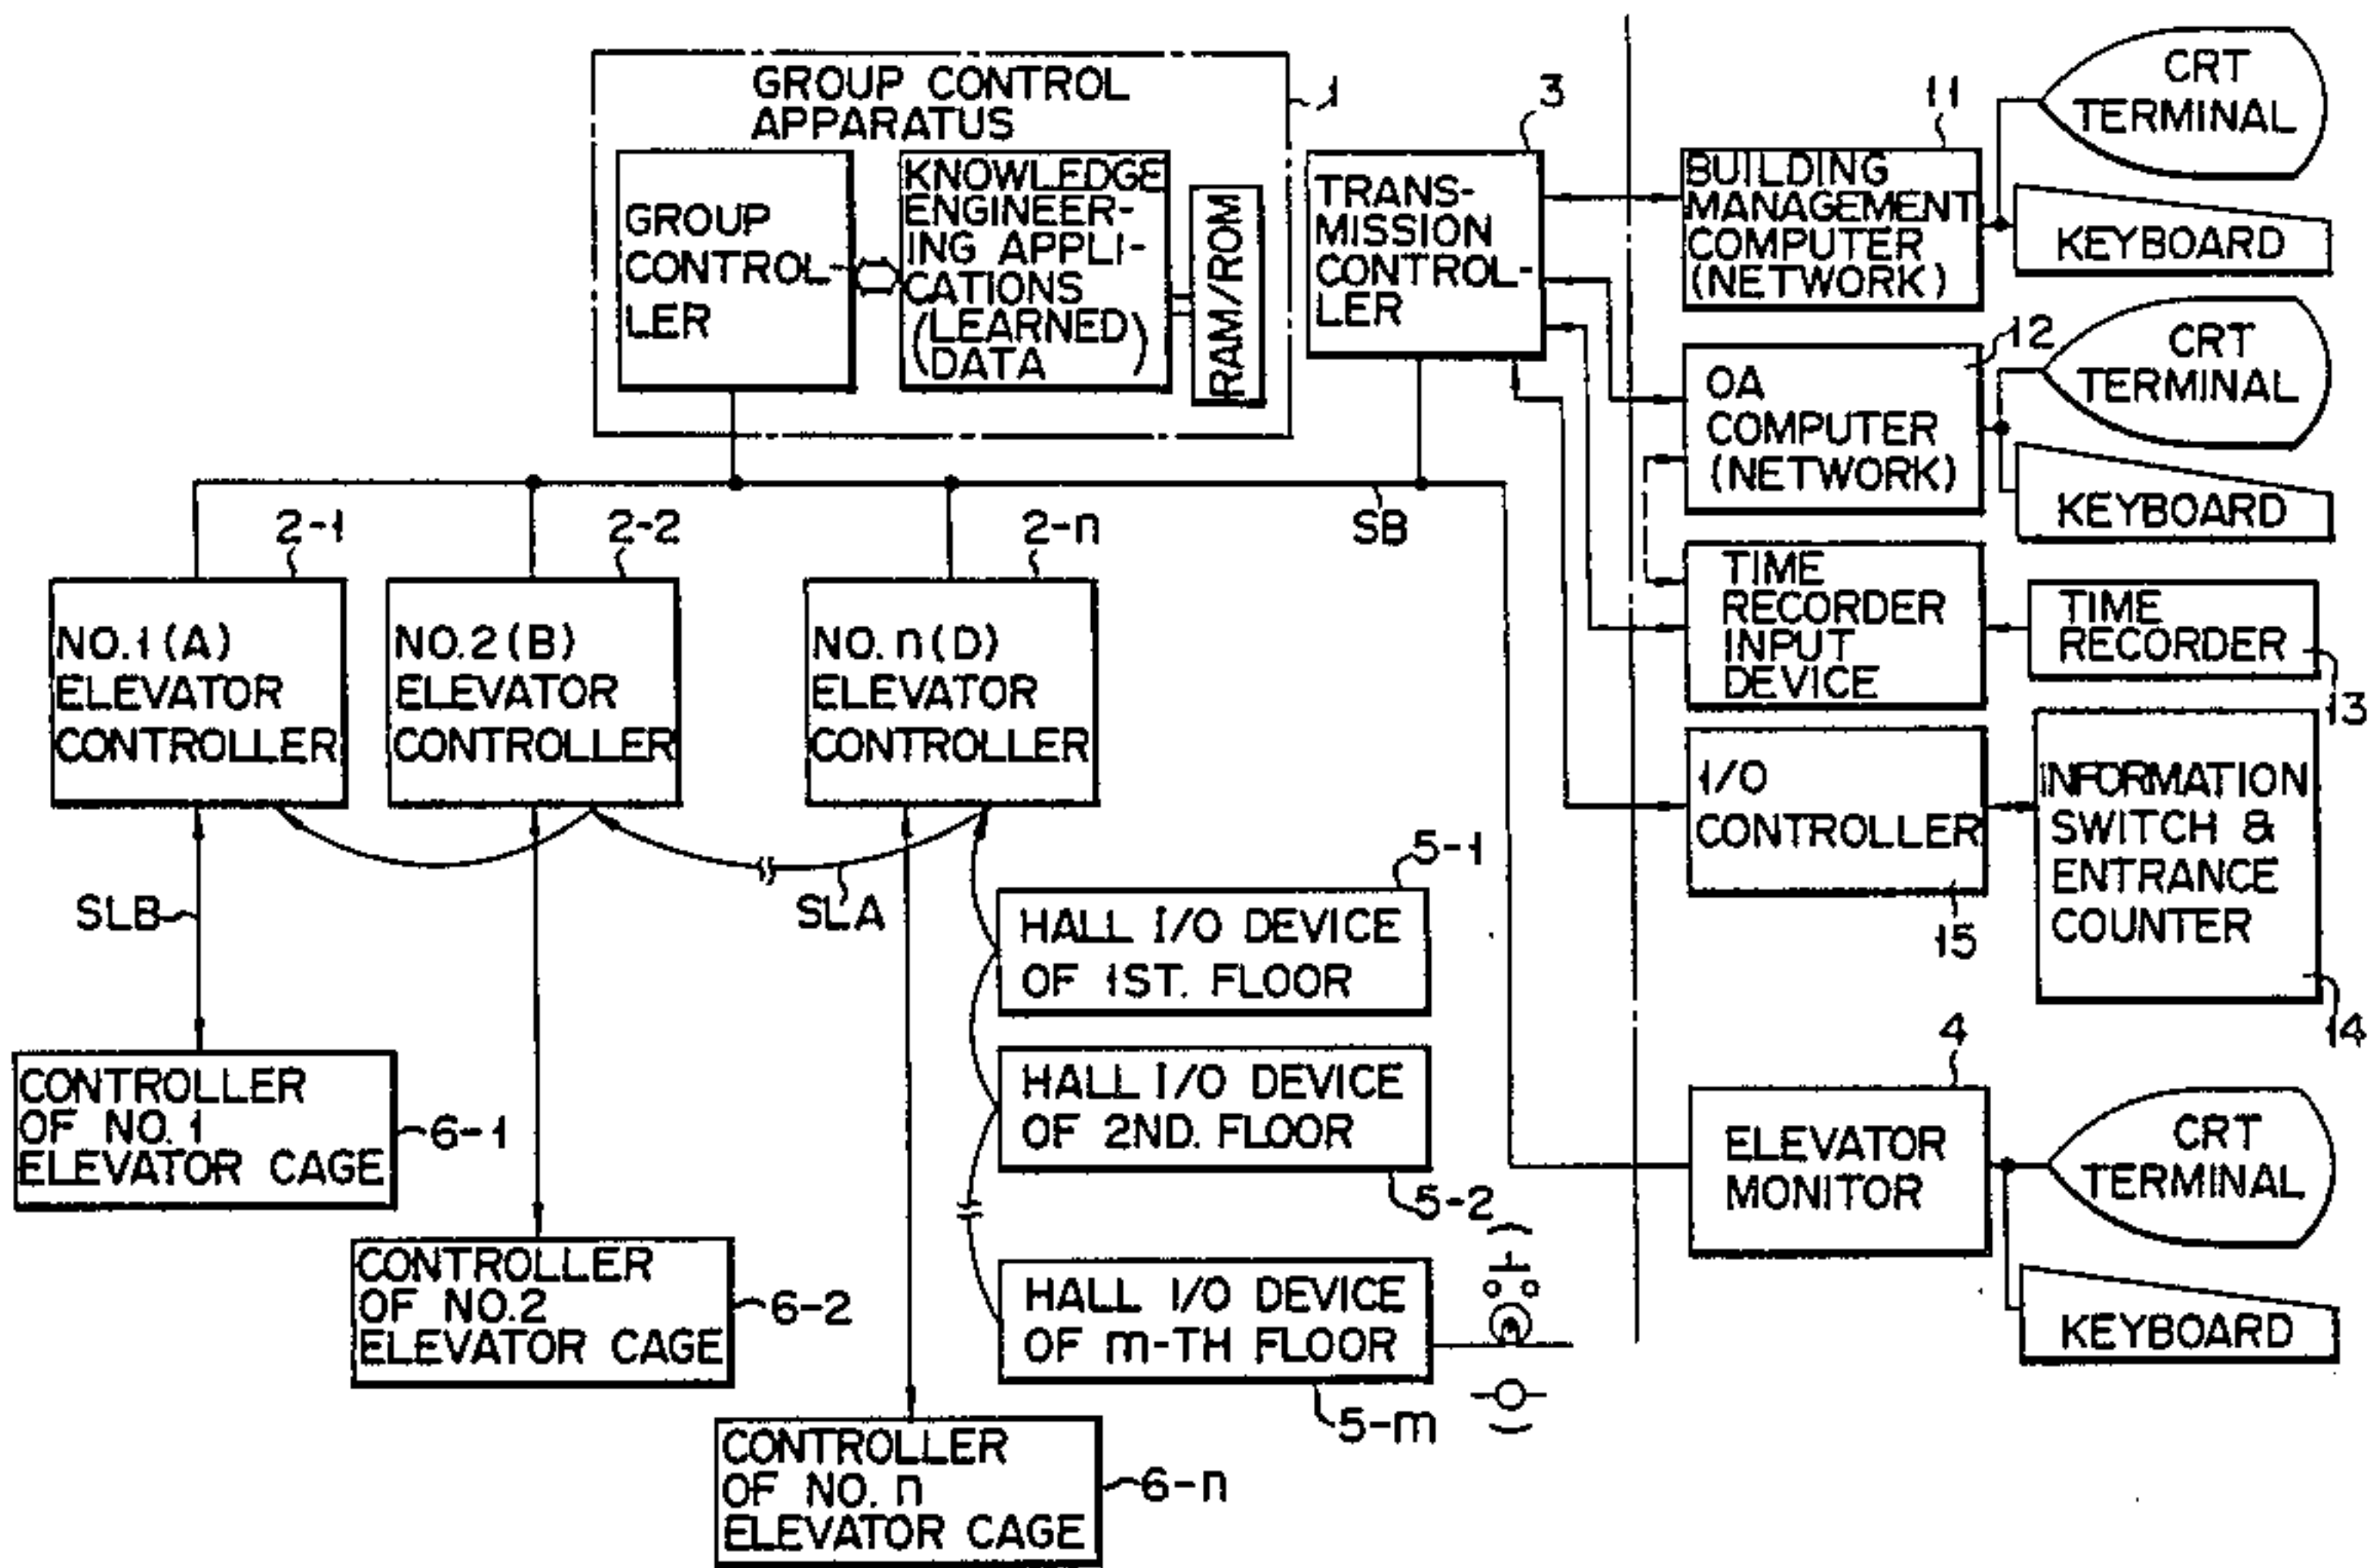 GROUP CONTROL
APPARATUS
1
GROUP
CONTROL-
LER
KNOWLEDGE
ENGINEER-
ING APPLI-
CATIONS
(LEARNED)
(DATA)
RAM/ROM
3
TRANS-
MISSION
CONTROL-
LER
11
BUILDING
MANAGEMENT
COMPUTER
(NETWORK)
CRT
TERMINAL
KEYBOARD
12
OA
COMPUTER
(NETWORK)
CRT
TERMINAL
KEYBOARD
SB
2-1
NO.1(A)
ELEVATOR
CONTROLLER
2-2
NO.2(B)
ELEVATOR
CONTROLLER
2-n
NO.n(D)
ELEVATOR
CONTROLLER
TIME
RECORDER
INPUT
DEVICE
TIME
RECORDER
13
I/O
CONTROLLER
15
INFORMATION
SWITCH &
ENTRANCE
COUNTER
14
SLB
SLA
5-1
HALL I/O DEVICE
OF 1ST. FLOOR
HALL I/O DEVICE
OF 2ND. FLOOR
5-2
HALL I/O DEVICE
OF m-TH FLOOR
5-m
4
ELEVATOR
MONITOR
CRT
TERMINAL
KEYBOARD
CONTROLLER
OF NO.1
ELEVATOR CAGE
6-1
CONTROLLER
OF NO.2
ELEVATOR CAGE
6-2
CONTROLLER
OF NO. n
ELEVATOR CAGE
6-n